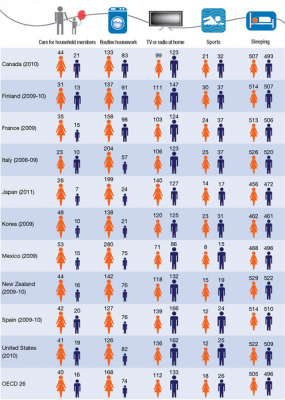 Care for household members Routine housework TV or radio at home Sports Sleeping
Canada (2010) 44 21 133 83 99 123 21 32 507 493
Finland (2009-10) 31 13 137 91 111 147 30 37 514 507
France (2009) 35 15 158 98 103 124 24 37 513 506
Italy (2008-09) 23 10 204 57 106 123 25 37 526 520
Japan (2011) 26 7 199 24 140 127 14 17 456 472
Korea (2009) 48 10 138 21 120 125 23 31 462 461
Mexico (2009) 53 15 280 75 71 86 8 15 488 496
New Zealand (2009-10) 44 16 142 76 118 132 15 19 529 522
Spain (2009-10) 42 20 127 76 139 166 12 24 514 510
United States (2010) 41 19 126 82 136 162 12 25 522 509
OECD 26 40 16 168 74 112 133 18 26 505 496